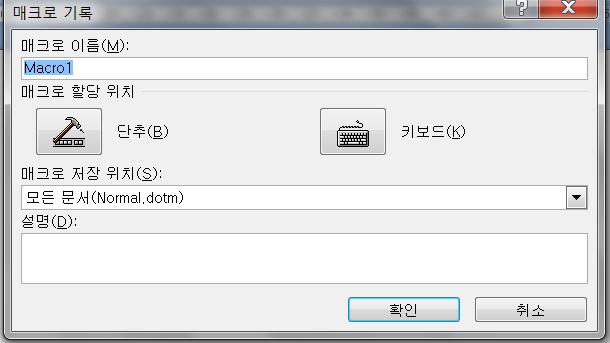 매크로 기록
매크로 이름(M):
Macro1
매크로 할당 위치
단추(B)
키보드(K)
매크로 저장 위치(S):
모든 문서(Normal.dotm)
설명(D):
확인
취소